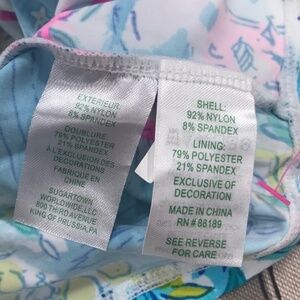 EXTERIEUR:
92% NYLON
8% SPANDEX
DOUBLURE:
79% POLYESTER
21% SPANDEX
A L EXCLUSION DES
DECORATIONS
FABRIQUE EN
CHINE
SUGARTOWN
WORLDWIDE, LLC
800 THIRD AVENUE
KING OF PRUSSIA, PA
SHELL:
92% NYLON
8% SPANDEX
LINING:
79% POLYESTER
21% SPANDEX
EXCLUSIVE OF
DECORATION
MADE IN CHINA
RN # 86189
SEE REVERSE
FOR CARE